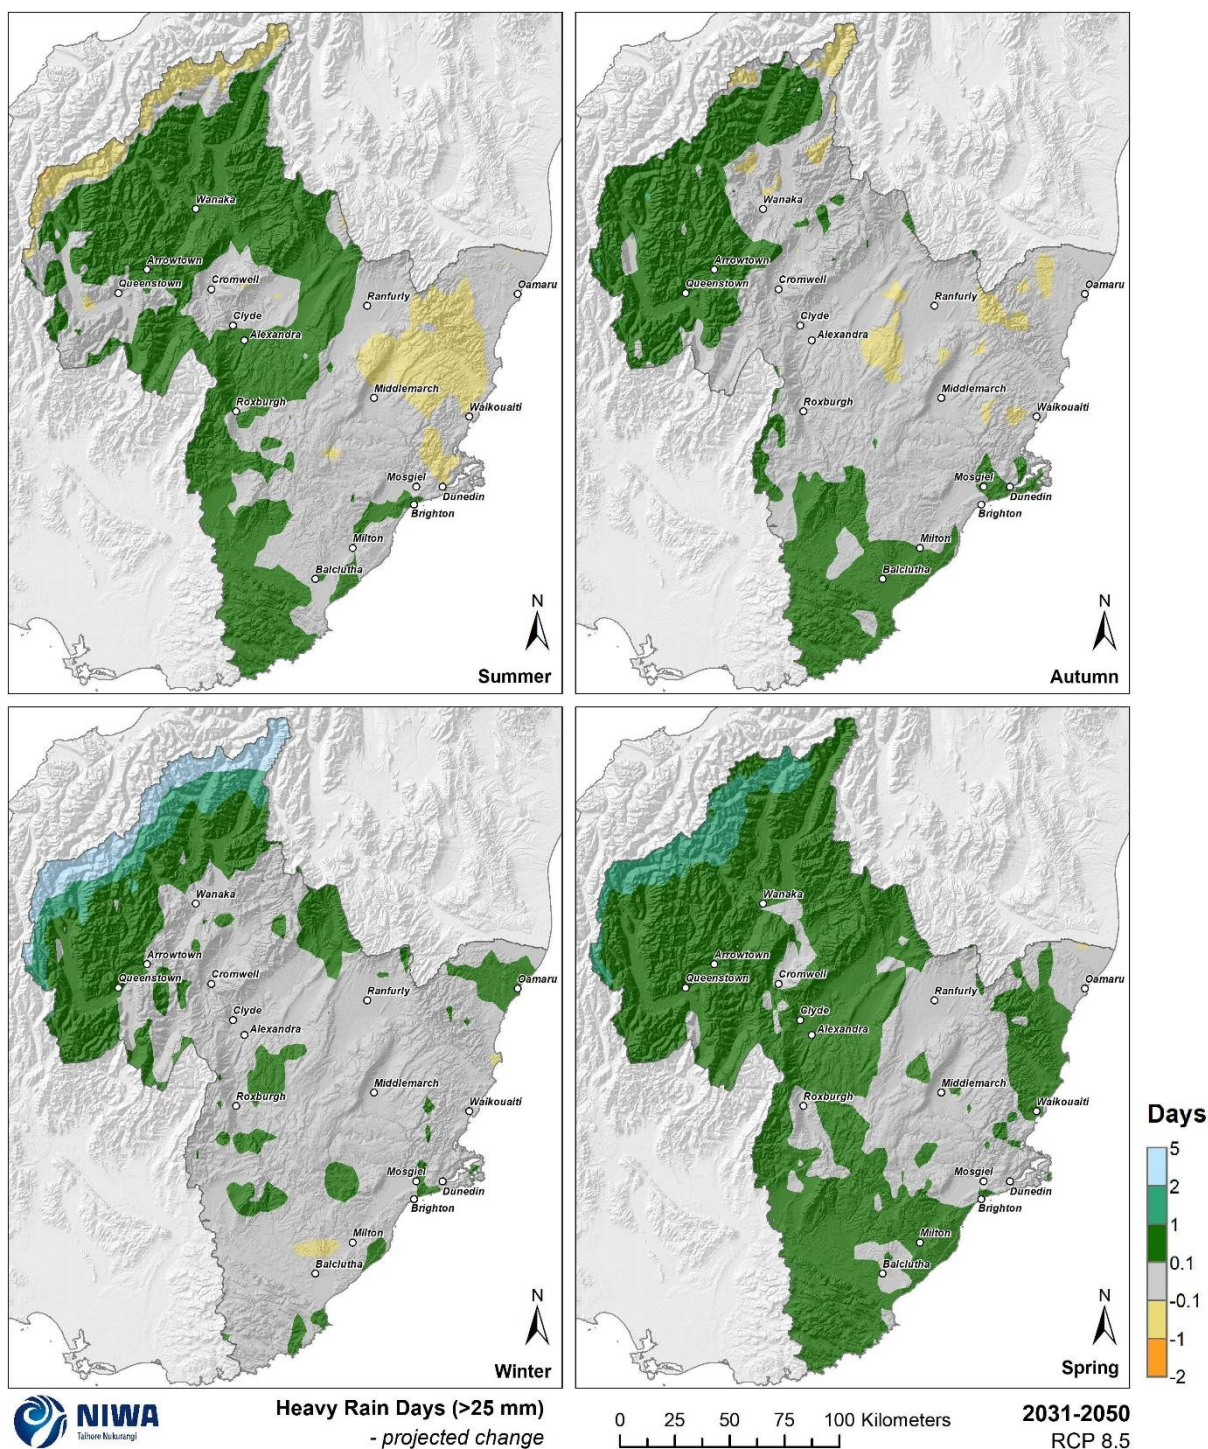 Wanaka
Arrowtown
Queenstown
Cromwell
Clyde
Alexandra
Ranfurly
Oamaru
Middlemarch
Roxburgh
Waikouaiti
Mosgiel
Dunedin
Brighton
Milton
Balclutha
N
Summer
Wanaka
Arrowtown
Queenstown
Cromwell
Clyde
Alexandra
Ranfurly
Oamaru
Middlemarch
Roxburgh
Waikouaiti
Mosgiel
Dunedin
Brighton
Milton
Balclutha
N
Autumn
Wanaka
Arrowtown
Queenstown
Cromwell
Clyde
Alexandra
Ranfurly
Oamaru
Middlemarch
Roxburgh
Waikouaiti
Mosgiel
Dunedin
Brighton
Milton
Balclutha
N
Winter
Wanaka
Arrowtown
Queenstown
Cromwell
Clyde
Alexandra
Ranfurly
Oamaru
Middlemarch
Roxburgh
Waikouaiti
Mosgiel
Dunedin
Brighton
Milton
Balclutha
N
Spring
Days
5
2
1
0.1
-0.1
-1
-2
NIWA
Taihoro Nukurangi
Heavy Rain Days (>25 mm)
- projected change
0 25 50 75 100 Kilometers
2031-2050
RCP 8.5